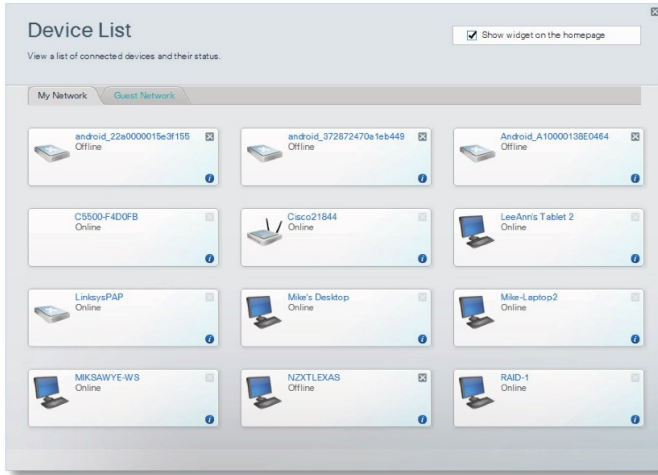 Device List
Show widget on the homepage
View a list of connected devices and their status.
My Network Guest Network
android_22a0000015e3f155
Offline
android_372872470a1eb449
Offline
Android_A10000138E0464
Offline
C5500-F4D0FB
Online
Cisco21844
Online
LeeAnn's Tablet 2
Online
LinksysPAP
Online
Mike's Desktop
Online
Mike-Laptop2
Online
MIKSAWYE-WS
Online
NZXTLEXAS
Offline
RAID-1
Online